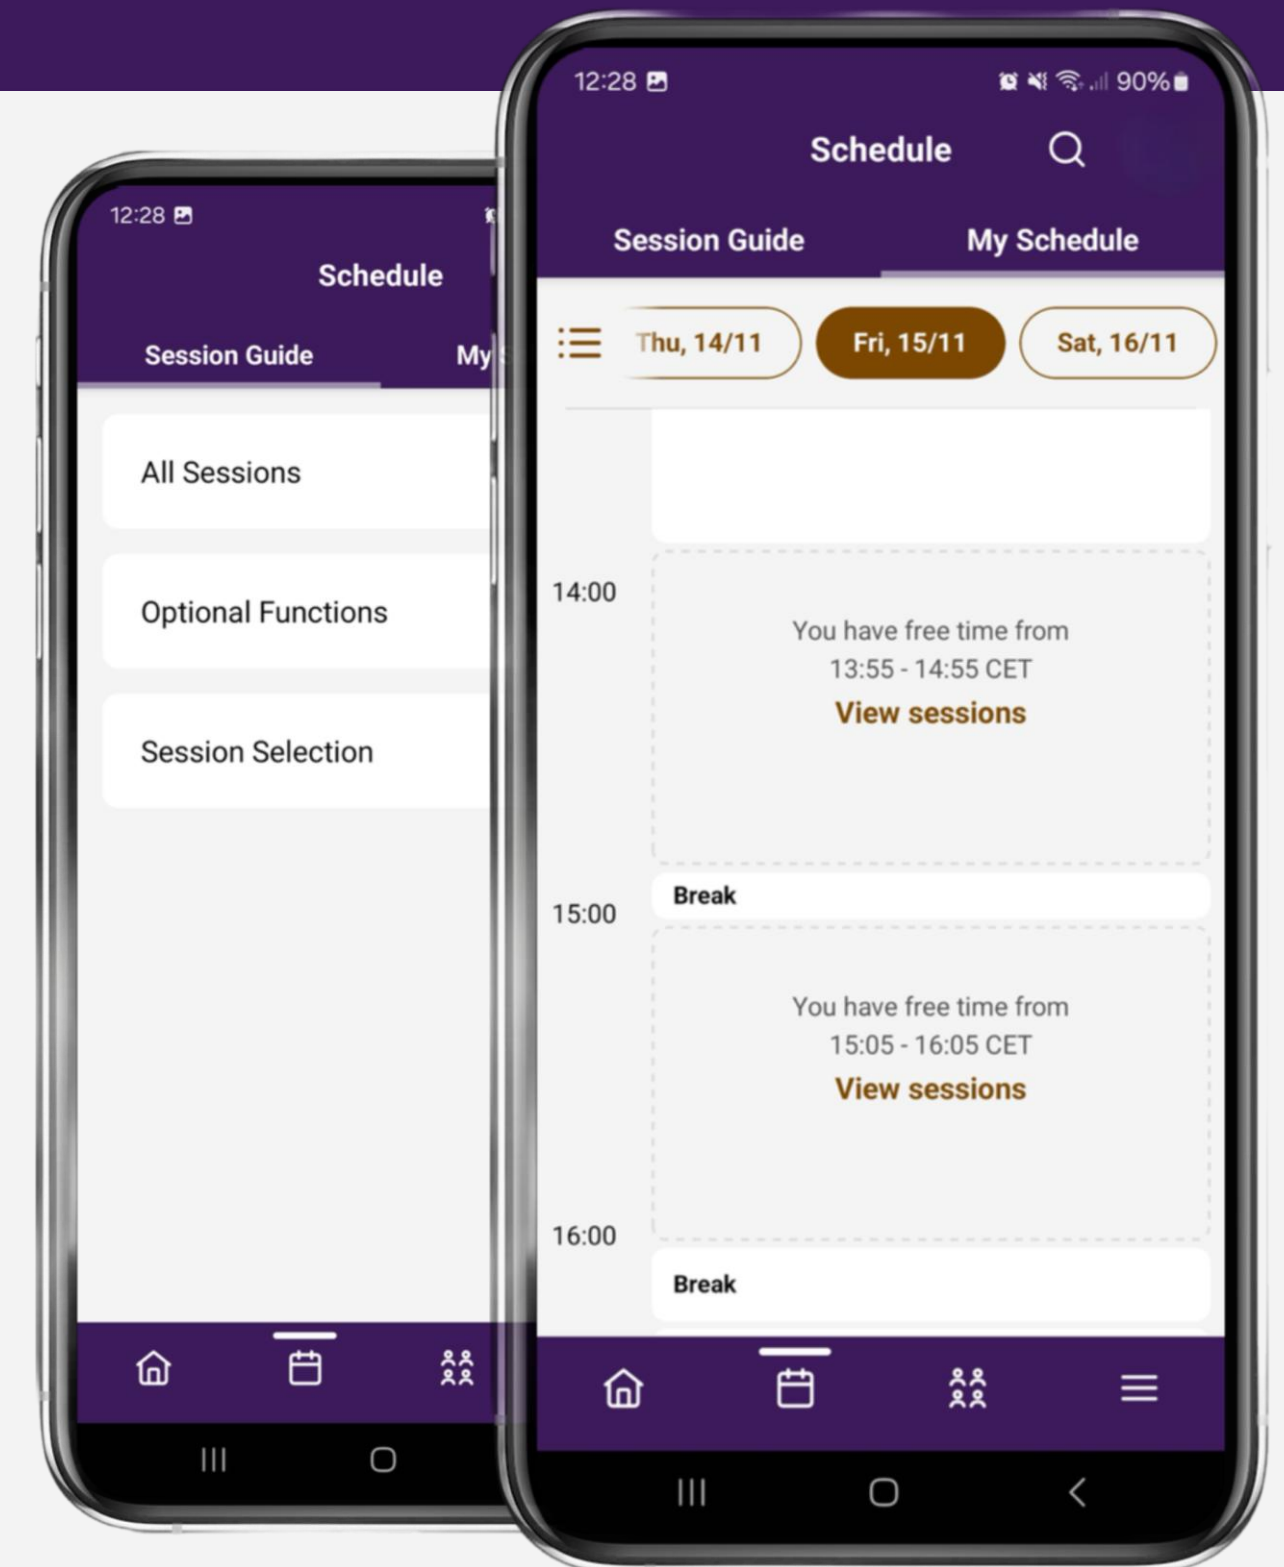 12:28
Schedule
Session Guide
My S
All Sessions
Optional Functions
Session Selection
12:28
90%
Schedule
Session Guide
My Schedule
Thu, 14/11
Fri, 15/11
Sat, 16/11
14:00
You have free time from
13:55 - 14:55 CET
View sessions
Break
15:00
You have free time from
15:05 - 16:05 CET
View sessions
16:00
Break